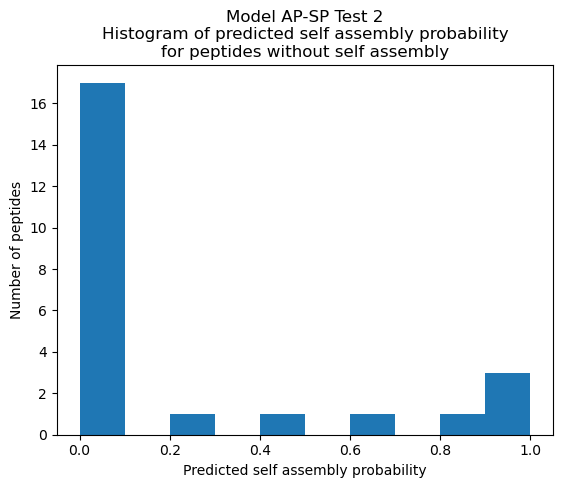 Model AP-SP Test 2
Histogram of predicted self assembly probability
for peptides without self assembly
Number of peptides
16
14
12
10
8
6
4
2
0
0.0 0.2 0.4 0.6 0.8 1.0
Predicted self assembly probability